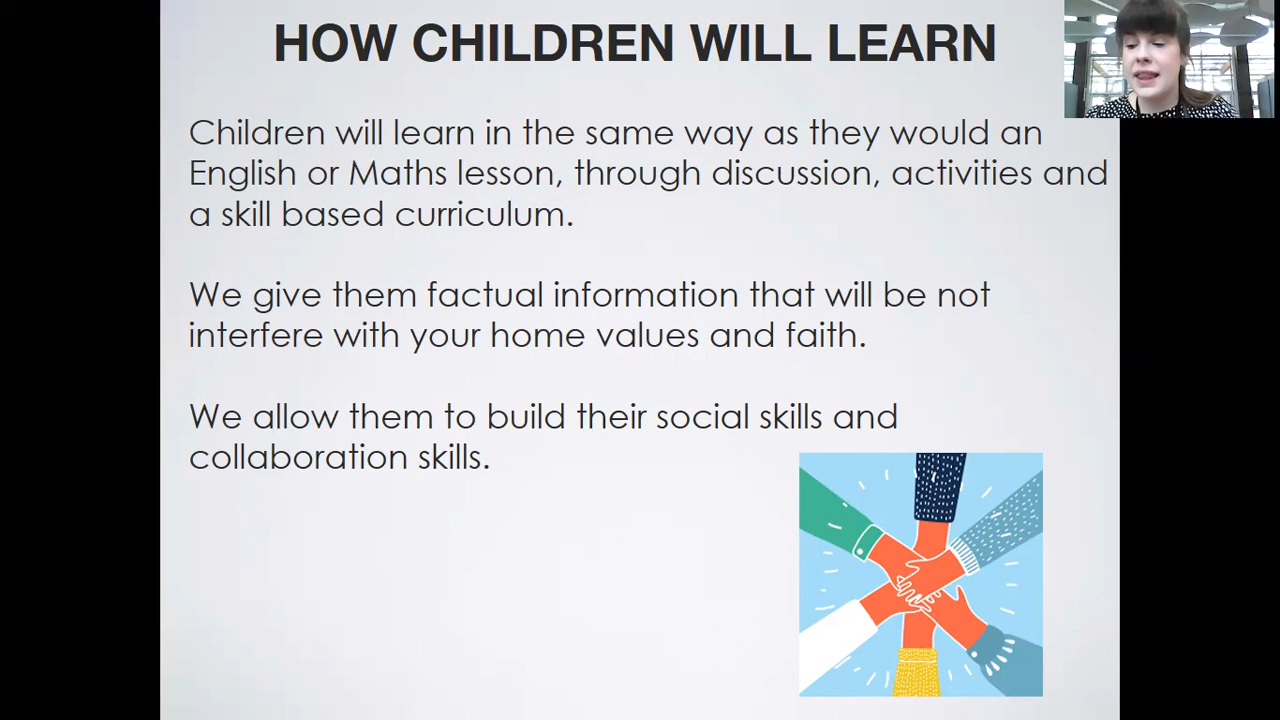 HOW CHILDREN WILL LEARN
Children will learn in the same way as they would an
English or Maths lesson, through discussion, activities and
a skill based curriculum.
We give them factual information that will be not
interfere with your home values and faith.
We allow them to build their social skills and
collaboration skills.